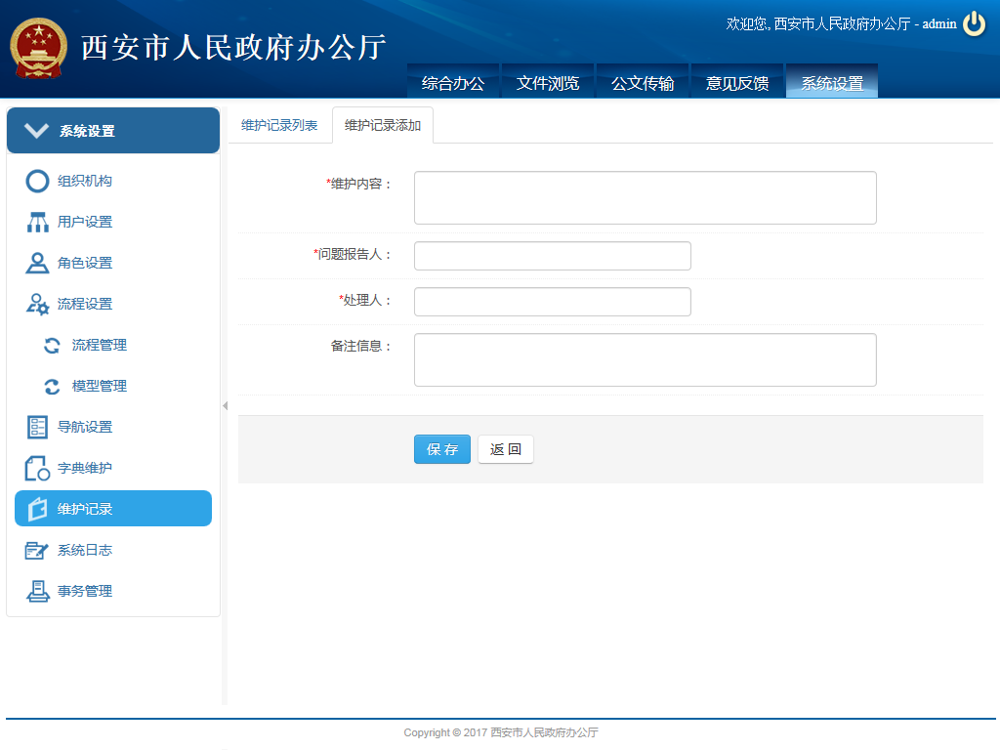 西安市人民政府办公厅
欢迎您, 西安市人民政府办公厅 - admin
综合办公 文件浏览 公文传输 意见反馈 系统设置
系统设置
组织机构
用户设置
角色设置
流程设置
流程管理
模型管理
导航设置
字典维护
维护记录
系统日志
事务管理
维护记录列表 维护记录添加
*维护内容：
*问题报告人：
*处理人：
备注信息：
保 存 返 回
Copyright © 2017 西安市人民政府办公厅